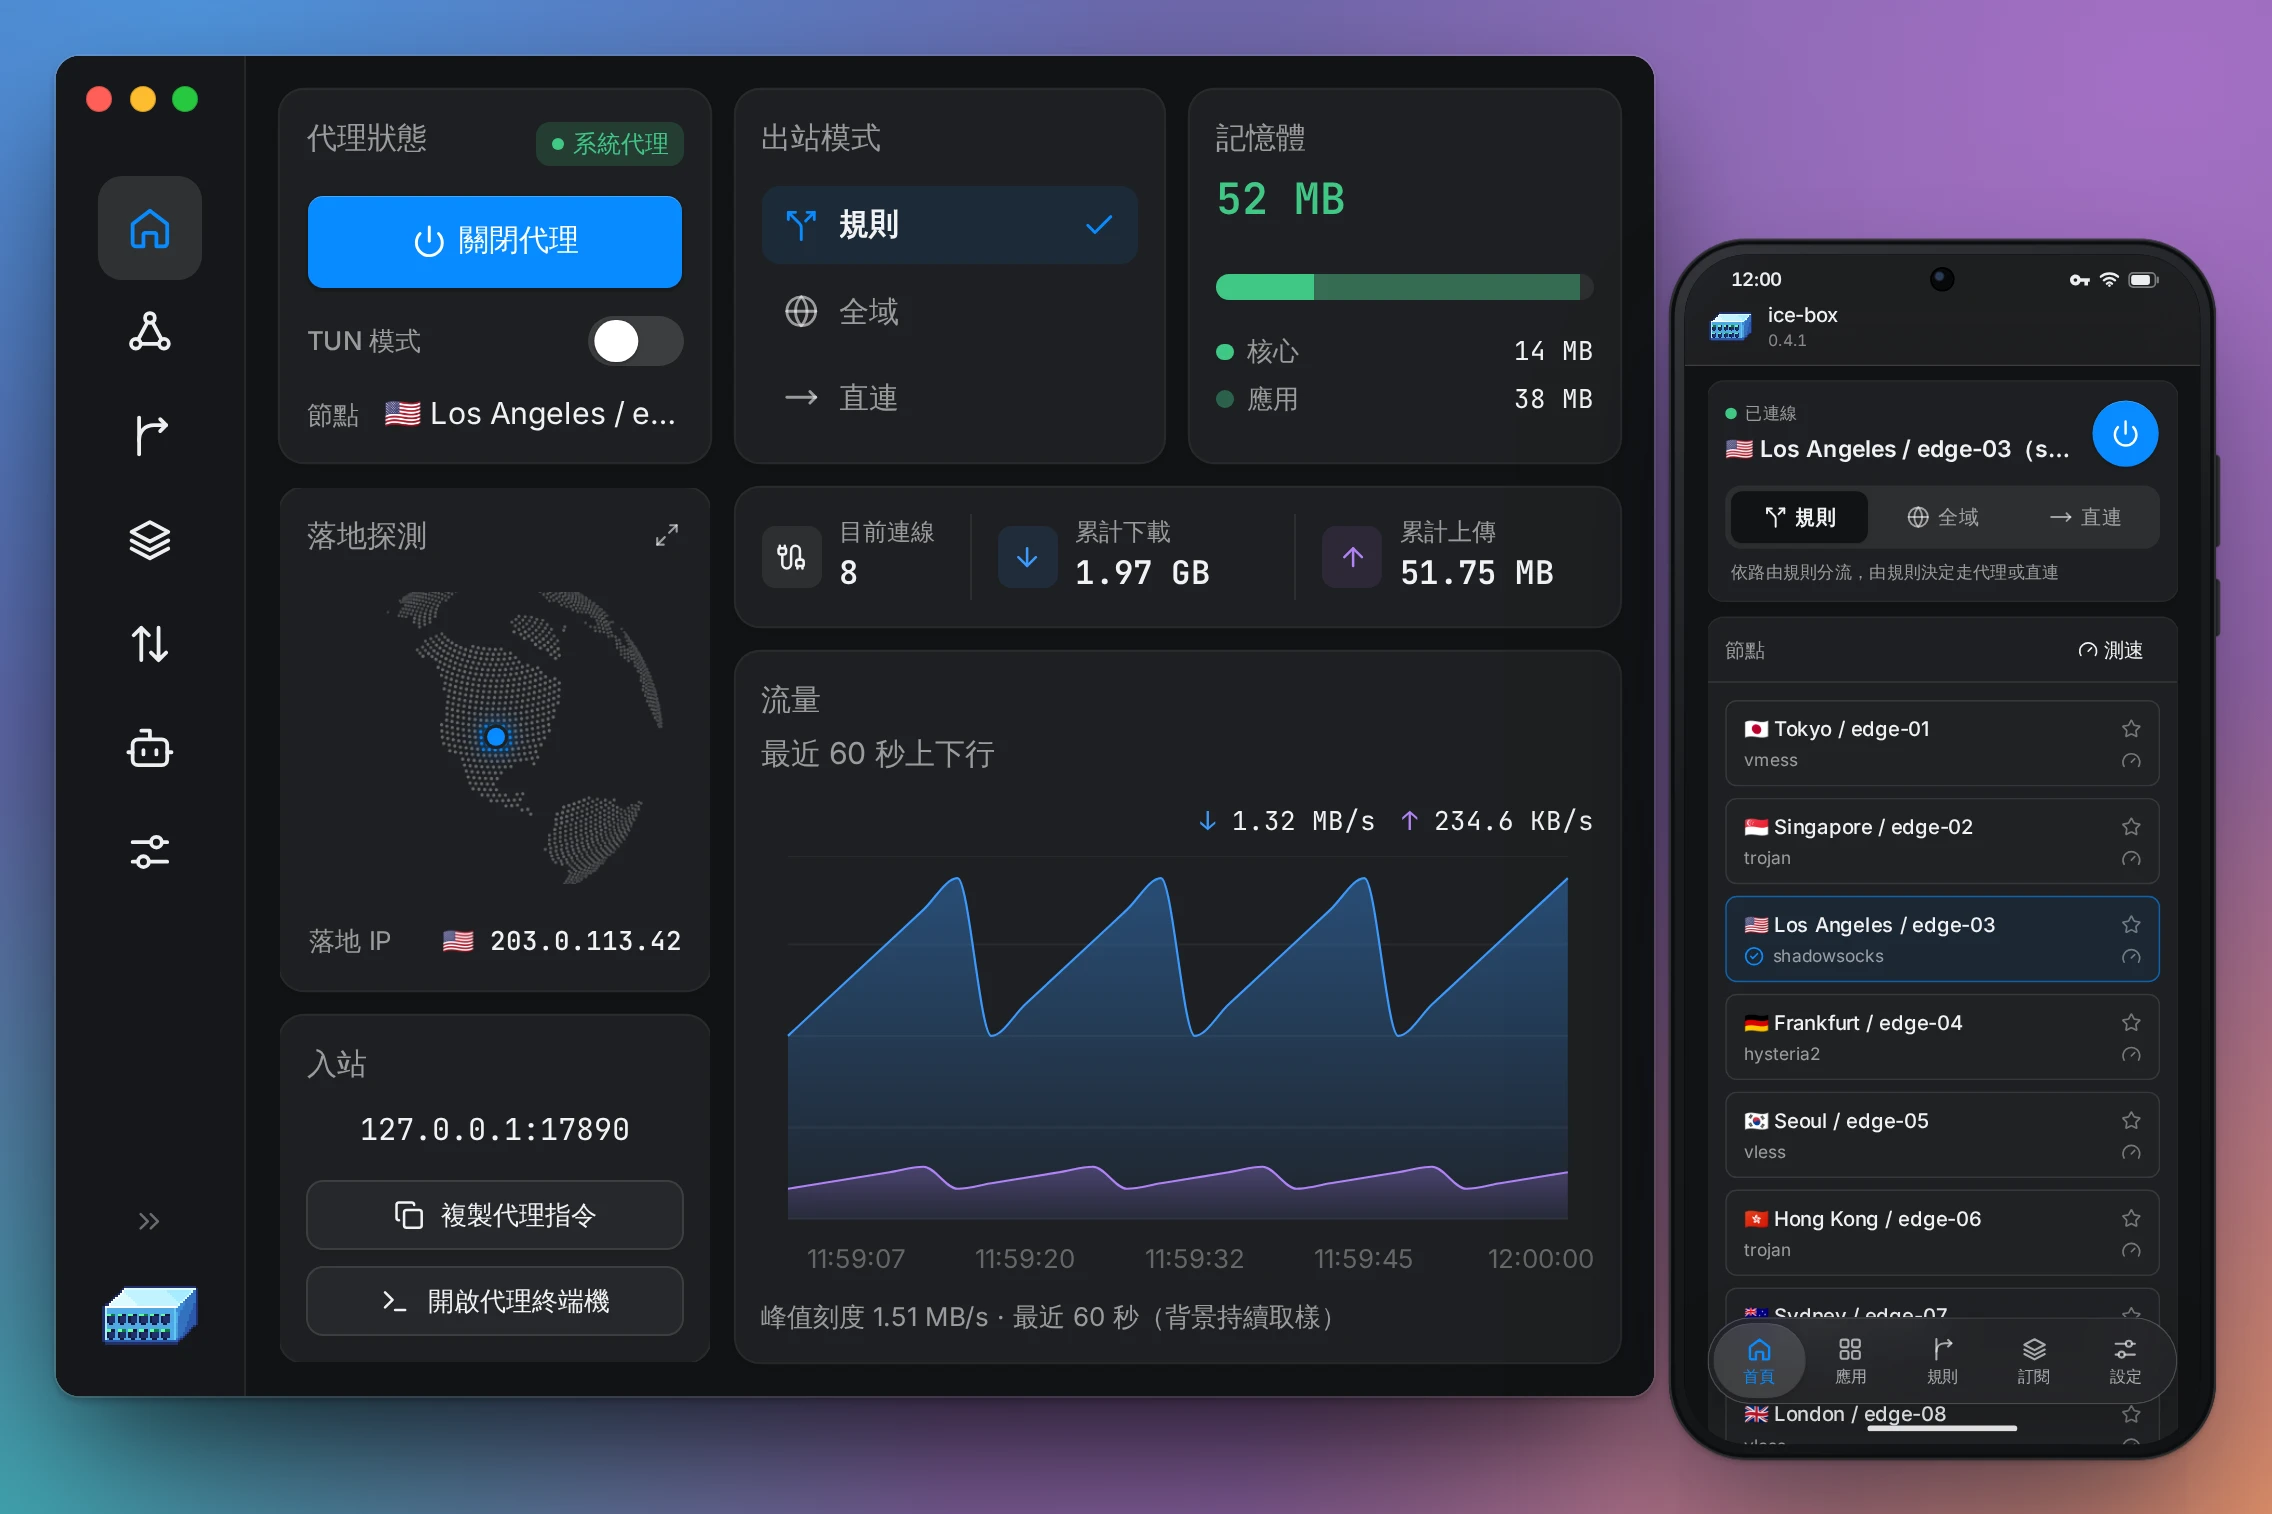 代理狀態
系統代理
關閉代理
TUN 模式
節點 Los Angeles / e...
出站模式
規則
全域
直連
記憶體
52 MB
核心 14 MB
應用 38 MB
落地探測
落地 IP 203.0.113.42
目前連線
8
累計下載
1.97 GB
累計上傳
51.75 MB
流量
最近 60 秒上下行
1.32 MB/s 234.6 KB/s
11:59:07 11:59:20 11:59:32 11:59:45 12:00:00
峰值刻度 1.51 MB/s · 最近 60 秒（背景持續取樣）
入站
127.0.0.1:17890
複製代理指令
開啟代理終端機
12:00
ice-box
0.4.1
已連線
Los Angeles / edge-03（s...
規則 全域 直連
依路由規則分流，由規則決定走代理或直連
節點 測速
Tokyo / edge-01
vmess
Singapore / edge-02
trojan
Los Angeles / edge-03
shadowsocks
Frankfurt / edge-04
hysteria2
Seoul / edge-05
vless
Hong Kong / edge-06
trojan
Sydney / edge-07
首頁 應用 規則 訂閱 設定
London / edge-08